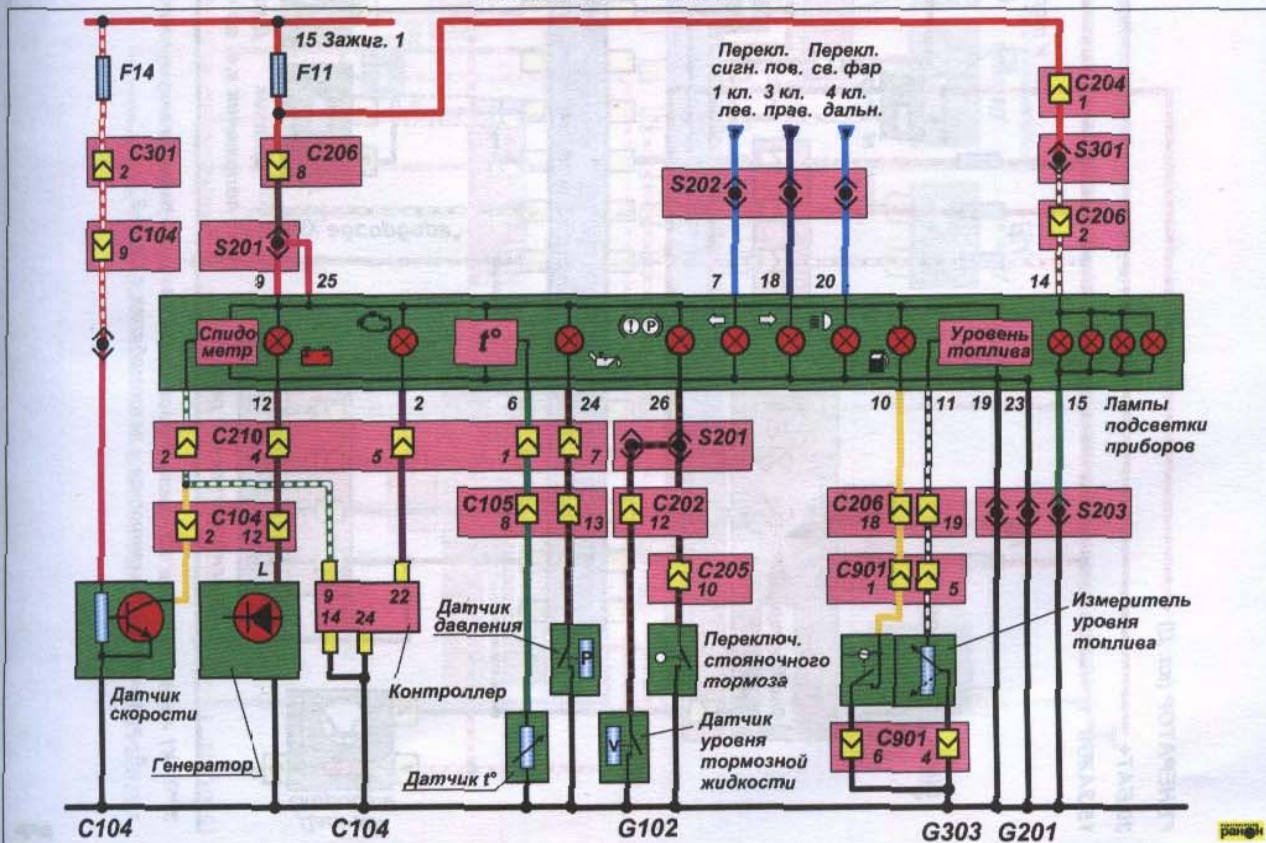 15 Зажиг. 1
F14
F11
Перекл. сигн. пов.
Перекл. св. фар
1 кл. лев.
3 кл. прав.
4 кл. дальн.
C204
1
C301
2
C206
8
S301
S202
C104
9
S201
C206
2
9
25
7
18
20
14
Спидо
метр
t°
(!)
(P)
Уровень
топлива
12
2
6
24
26
10
11
19
23
15
Лампы
подсветки
приборов
2
C210
4
5
1
7
S201
C105
8
13
C202
12
C206
18
19
S203
2
C104
12
C205
10
C901
1
5
L
9
22
14
24
Датчик
давления
P
Переключ.
стояночного
тормоза
Измеритель
уровня
топлива
Датчик
скорости
Контроллер
Генератор
Датчик t°
V
Датчик
уровня
тормозной
жидкости
C901
6
4
C104
C104
G102
G303
G201